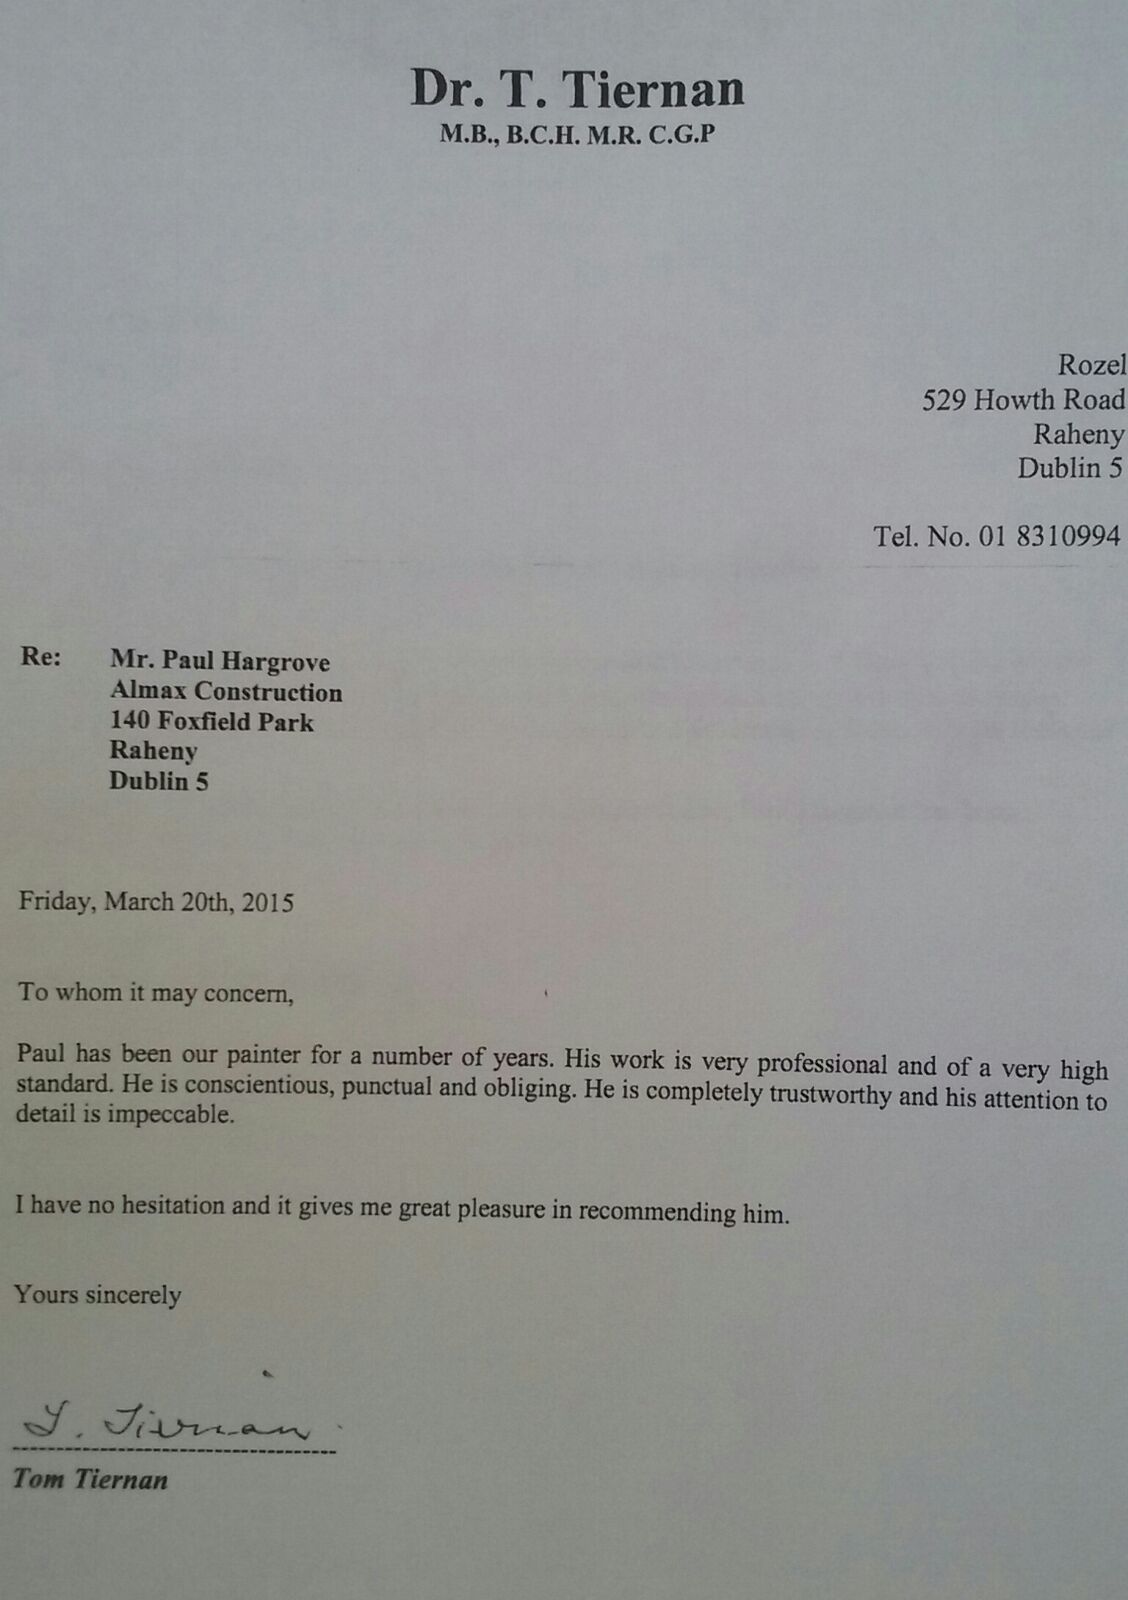 Dr. T. Tiernan
M.B., B.C.H. M.R. C.G.P
Rozel
529 Howth Road
Raheny
Dublin 5
Tel. No. 01 8310994
Re: Mr. Paul Hargrove
Almax Construction
140 Foxfield Park
Raheny
Dublin 5
Friday, March 20th, 2015
To whom it may concern,
Paul has been our painter for a number of years. His work is very professional and of a very high
standard. He is conscientious, punctual and obliging. He is completely trustworthy and his attention to
detail is impeccable.
I have no hesitation and it gives me great pleasure in recommending him.
Yours sincerely
T. Tiernan
Tom Tiernan